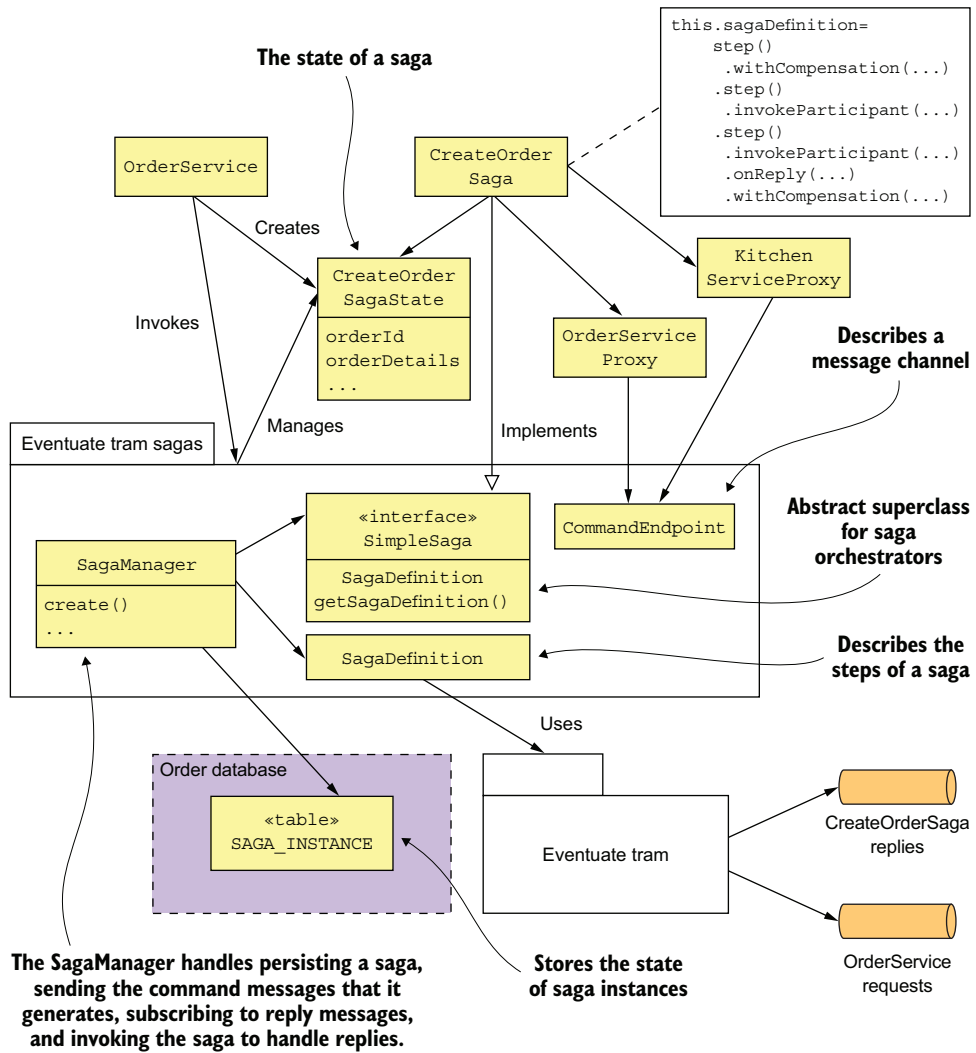 this.sagaDefinition=
step()
.withCompensation(...)
.step()
.invokeParticipant(...)
.step()
.invokeParticipant(...)
.onReply(...)
.withCompensation(...)
The state of a saga
OrderService
CreateOrder
Saga
Creates
CreateOrder
SagaState
orderId
orderDetails
...
Kitchen
ServiceProxy
Invokes
OrderService
Proxy
Describes a
message channel
Manages
Implements
Eventuate tram sagas
«interface»
SimpleSaga
SagaDefinition
getSagaDefinition()
CommandEndpoint
Abstract superclass
for saga
orchestrators
SagaManager
create()
...
SagaDefinition
Describes the
steps of a saga
Uses
Order database
«table»
SAGA_INSTANCE
Eventuate tram
CreateOrderSaga
replies
OrderService
requests
The SagaManager handles persisting a saga,
sending the command messages that it
generates, subscribing to reply messages,
and invoking the saga to handle replies.
Stores the state
of saga instances